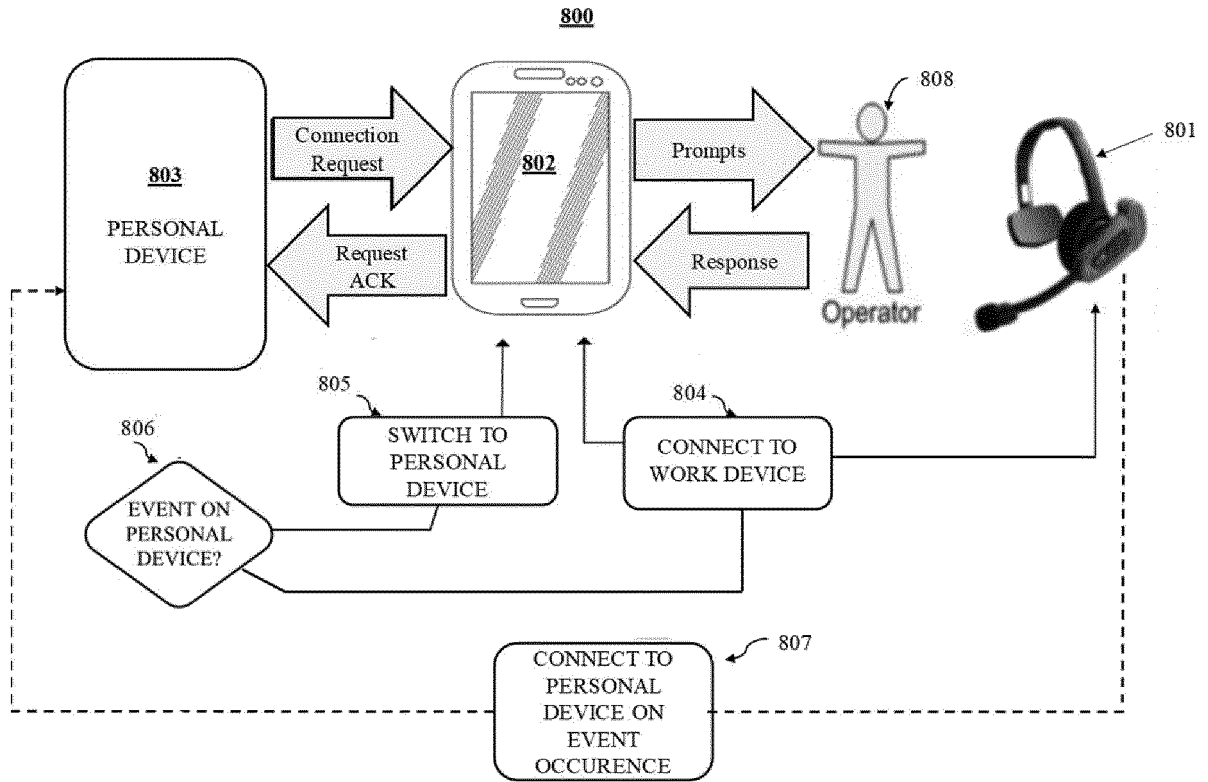 800
803
PERSONAL
DEVICE
Connection
Request
Request
ACK
802
Prompts
Response
808
Operator
801
805
SWITCH TO
PERSONAL
DEVICE
804
CONNECT TO
WORK DEVICE
806
EVENT ON
PERSONAL
DEVICE?
807
CONNECT TO
PERSONAL
DEVICE ON
EVENT
OCCURENCE